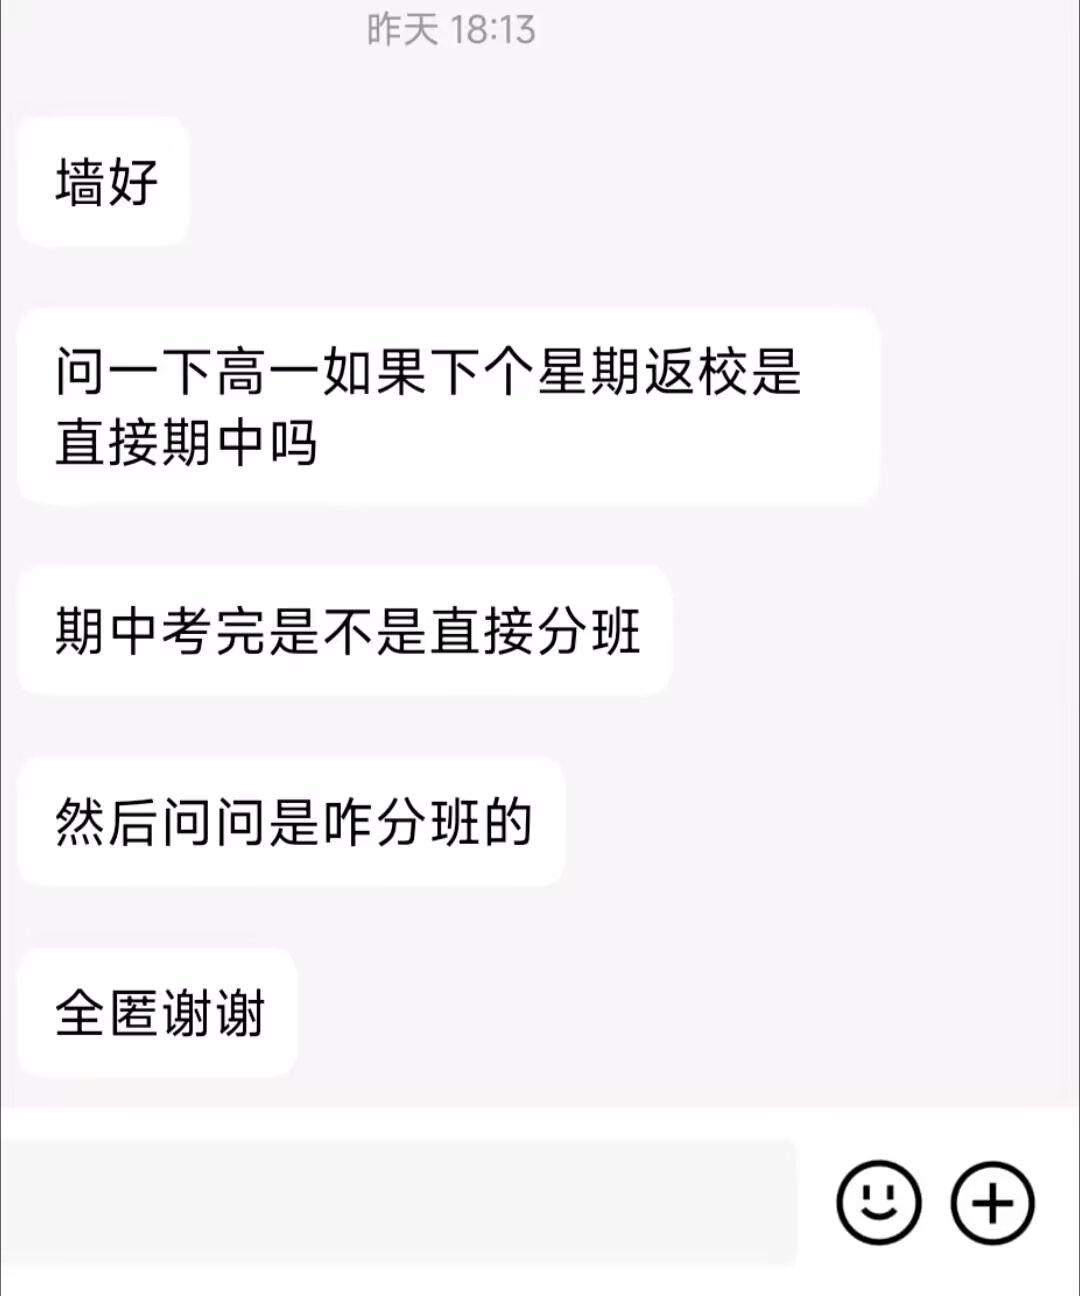 昨天 18:13
墙好
问一下高一如果下个星期返校是
直接期中吗
期中考完是不是直接分班
然后问问是咋分班的
全匿谢谢